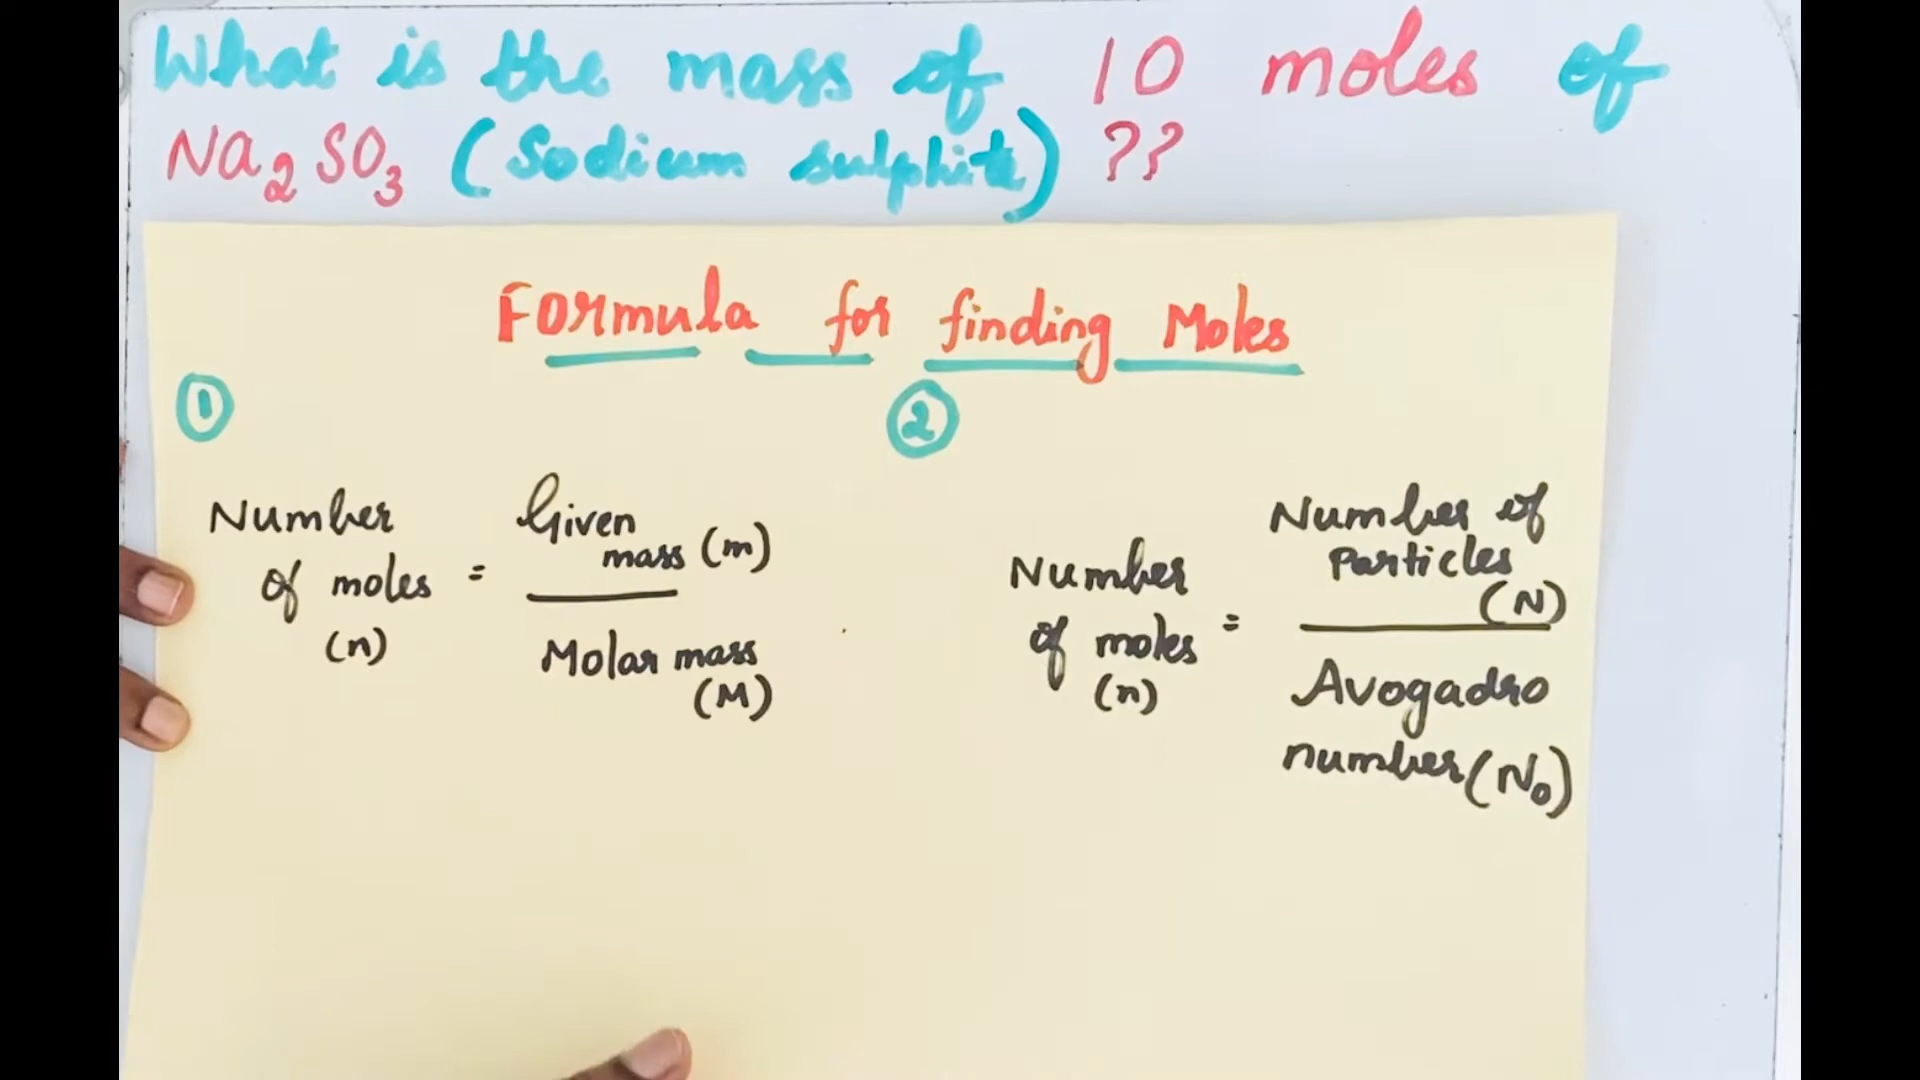 What is the mass of 10 moles of
Na₂SO₃ (Sodium sulphite) ??
Formula for finding Moles
①
②
Number
of moles =
(n)
Given
mass (m)
Molar mass
(M)
Number
of moles =
(n)
Number of
Particles
(N)
Avogadro
number (N₀)